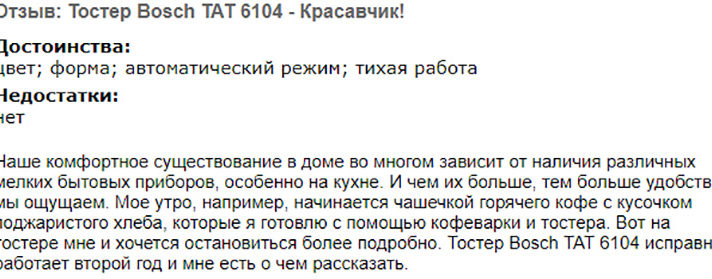 Отзыв: Тостер Bosch TAT 6104 - Красавчик!
Достоинства:
цвет; форма; автоматический режим; тихая работа
Недостатки:
нет
Наше комфортное существование в доме во многом зависит от наличия различных
мелких бытовых приборов, особенно на кухне. И чем их больше, тем больше удобств
мы ощущаем. Мое утро, например, начинается чашечкой горячего кофе с кусочком
поджаристого хлеба, которые я готовлю с помощью кофеварки и тостера. Вот на
тостере мне и хочется остановиться более подробно. Тостер Bosch TAT 6104 исправн
работает второй год и мне есть о чем рассказать.